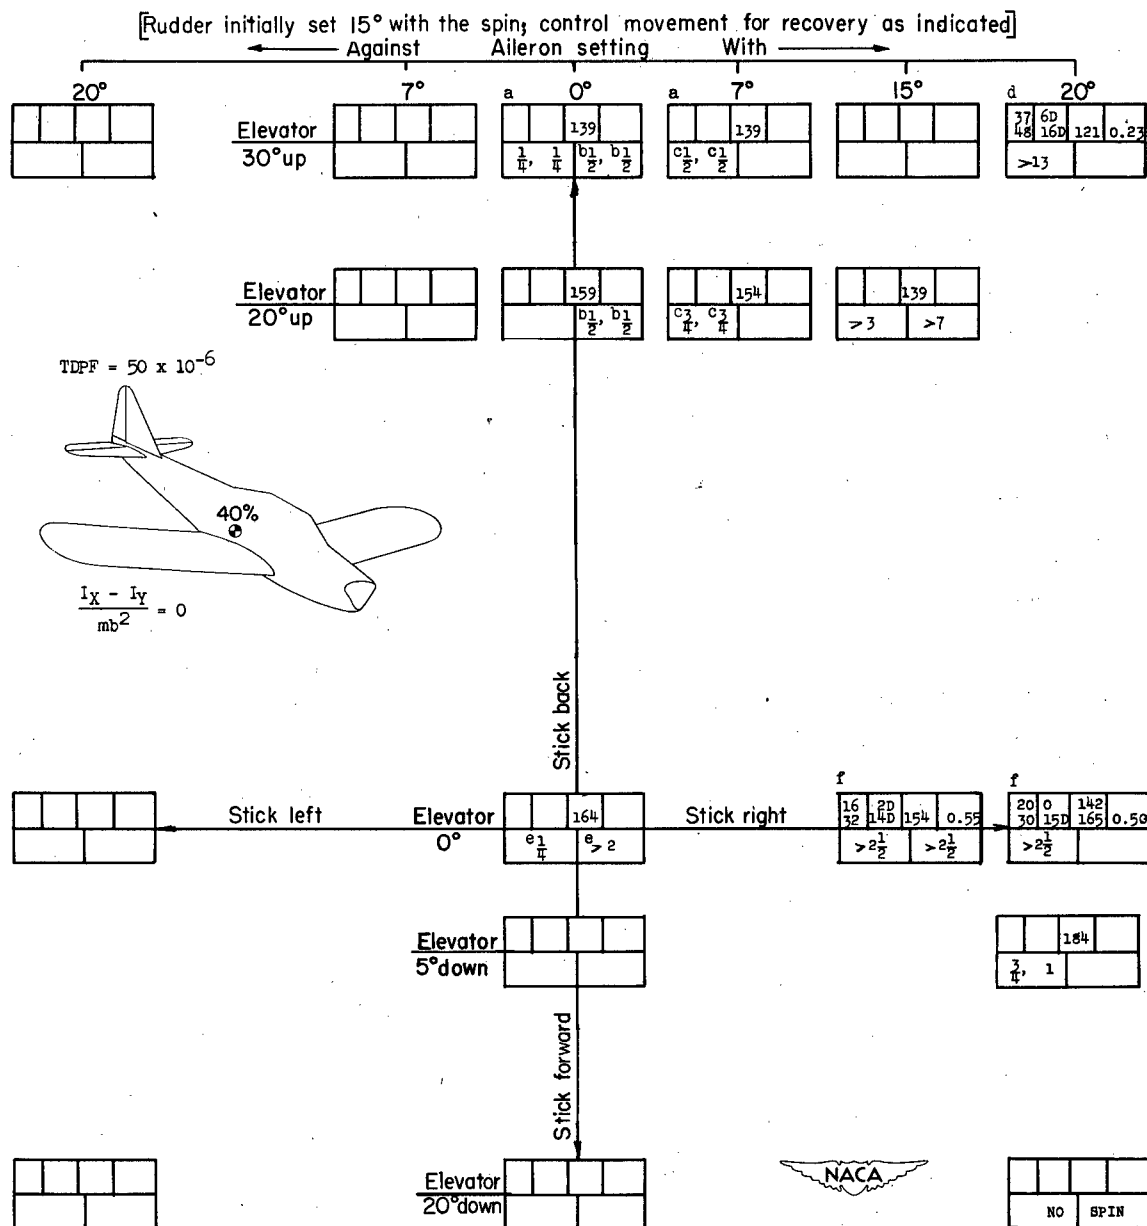 [Rudder initially set 15° with the spin; control movement for recovery as indicated]
Against Aileron setting With
20° 7° a 0° a 7° 15° d 20°
Elevator 30° up
139
1/4, 1/4 b1/2, b1/2
139
c1/2, c1/2
37 48 6D 16D 121 0.23
>13
Elevator 20° up
159
b1/2, b1/2
154
c3/4, c3/4
139
>3 >7
TDPF = 50 x 10^-6
40%
I_X - I_Y / mb^2 = 0
Stick back
Stick left
Elevator 0°
164
e1/4 e>2
Stick right
f
16 32 2D 14D 154 0.55
>2 1/2 >2 1/2
f
20 30 0 15D 142 165 0.50
>2 1/2
Elevator 5° down
184
3/4, 1
Stick forward
Elevator 20° down
NACA
NO SPIN